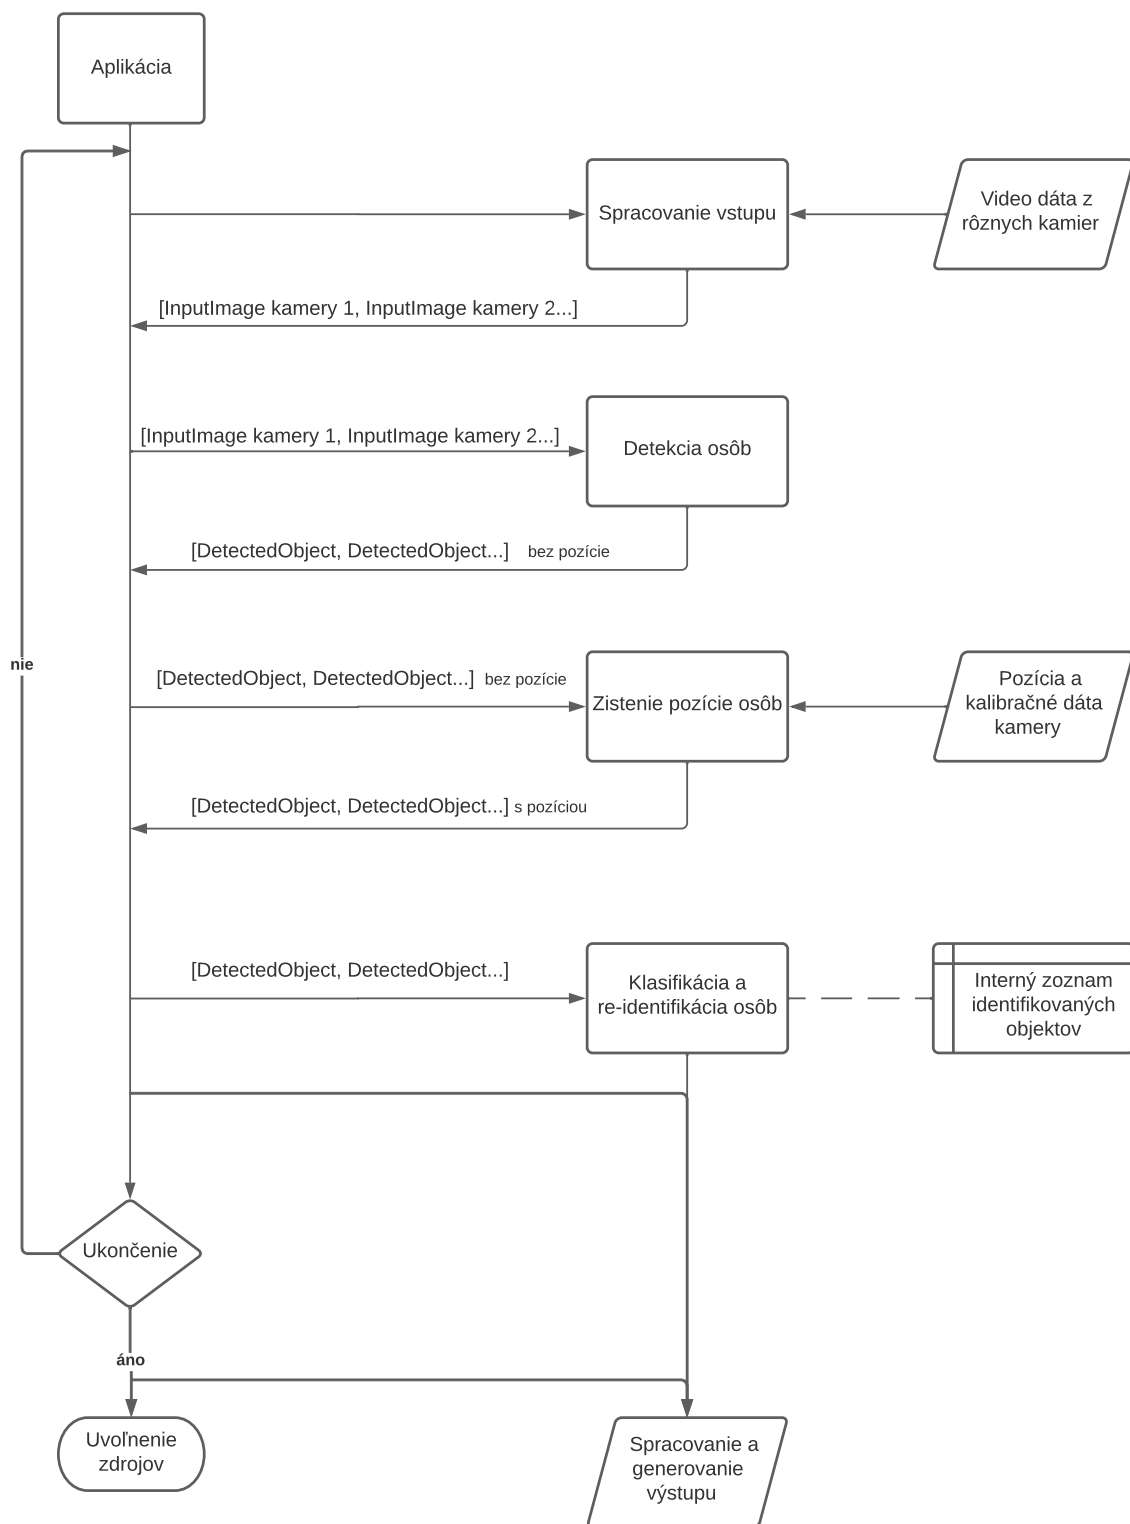 Aplikácia
Spracovanie vstupu
Video dáta z
rôznych kamier
[InputImage kamery 1, InputImage kamery 2...]
[InputImage kamery 1, InputImage kamery 2...]
Detekcia osôb
[DetectedObject, DetectedObject...] bez pozície
nie
[DetectedObject, DetectedObject...] bez pozície
Zistenie pozície osôb
Pozícia a
kalibračné dáta
kamery
[DetectedObject, DetectedObject...] s pozíciou
[DetectedObject, DetectedObject...]
Klasifikácia a
re-identifikácia osôb
Interný zoznam
identifikovaných
objektov
Ukončenie
áno
Uvoľnenie
zdrojov
Spracovanie a
generovanie
výstupu